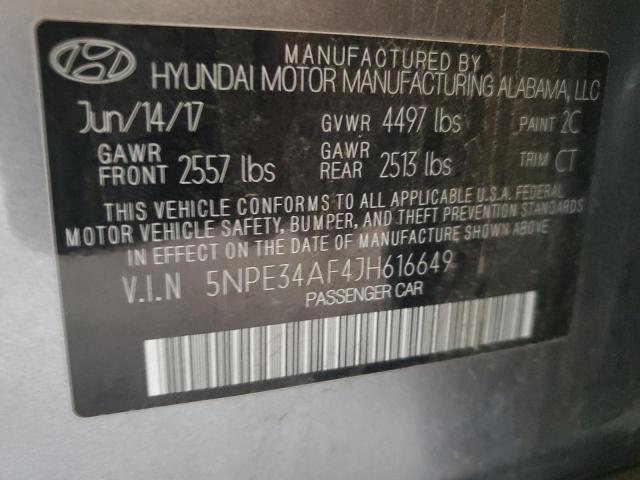 MANUFACTURED BY
HYUNDAI MOTOR MANUFACTURING ALABAMA, LLC
Jun/14/17 GVWR 4497 lbs PAINT 2C
GAWR FRONT 2557 lbs GAWR REAR 2513 lbs TRIM CT
THIS VEHICLE CONFORMS TO ALL APPLICABLE U.S.A. FEDERAL
MOTOR VEHICLE SAFETY, BUMPER, AND THEFT PREVENTION STANDARDS
IN EFFECT ON THE DATE OF MANUFACTURE SHOWN ABOVE
V.I.N 5NPE34AF4JH616649
PASSENGER CAR